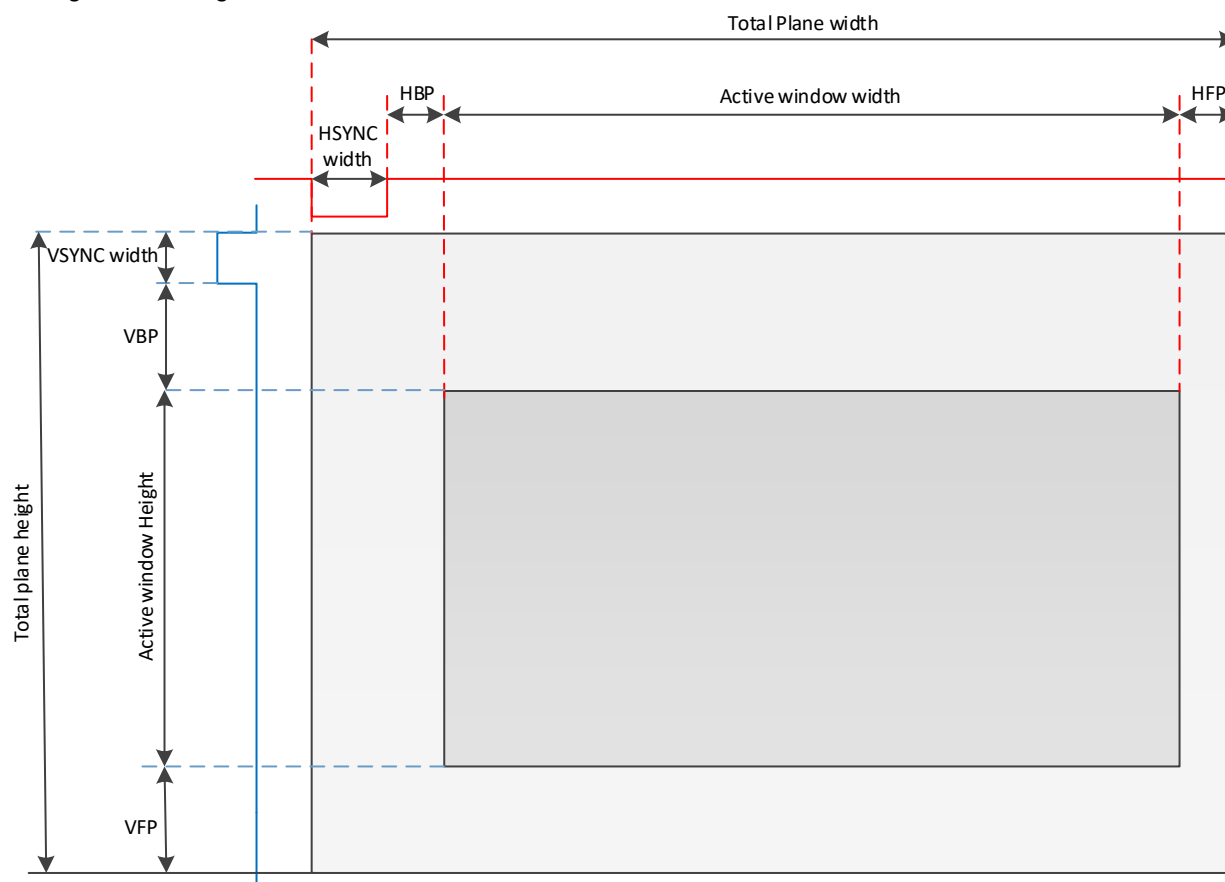 Total Plane width
HBP
Active window width
HFP
HSYNC
width
VSYNC width
VBP
Active window Height
Total plane height
VFP